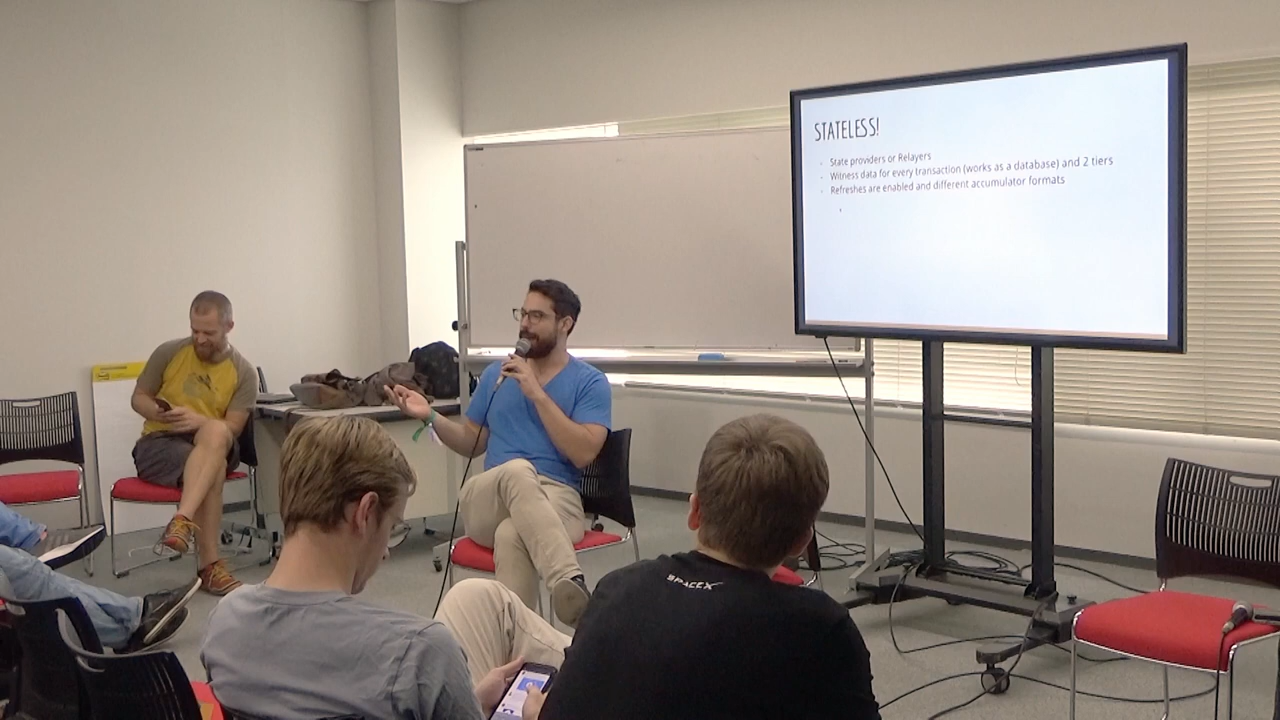 STATELESS!
- State providers or Relayers
- Witness data for every transaction (works as a database) and 2 tiers
- Refreshes are enabled and different accumulator formats
SPACEX